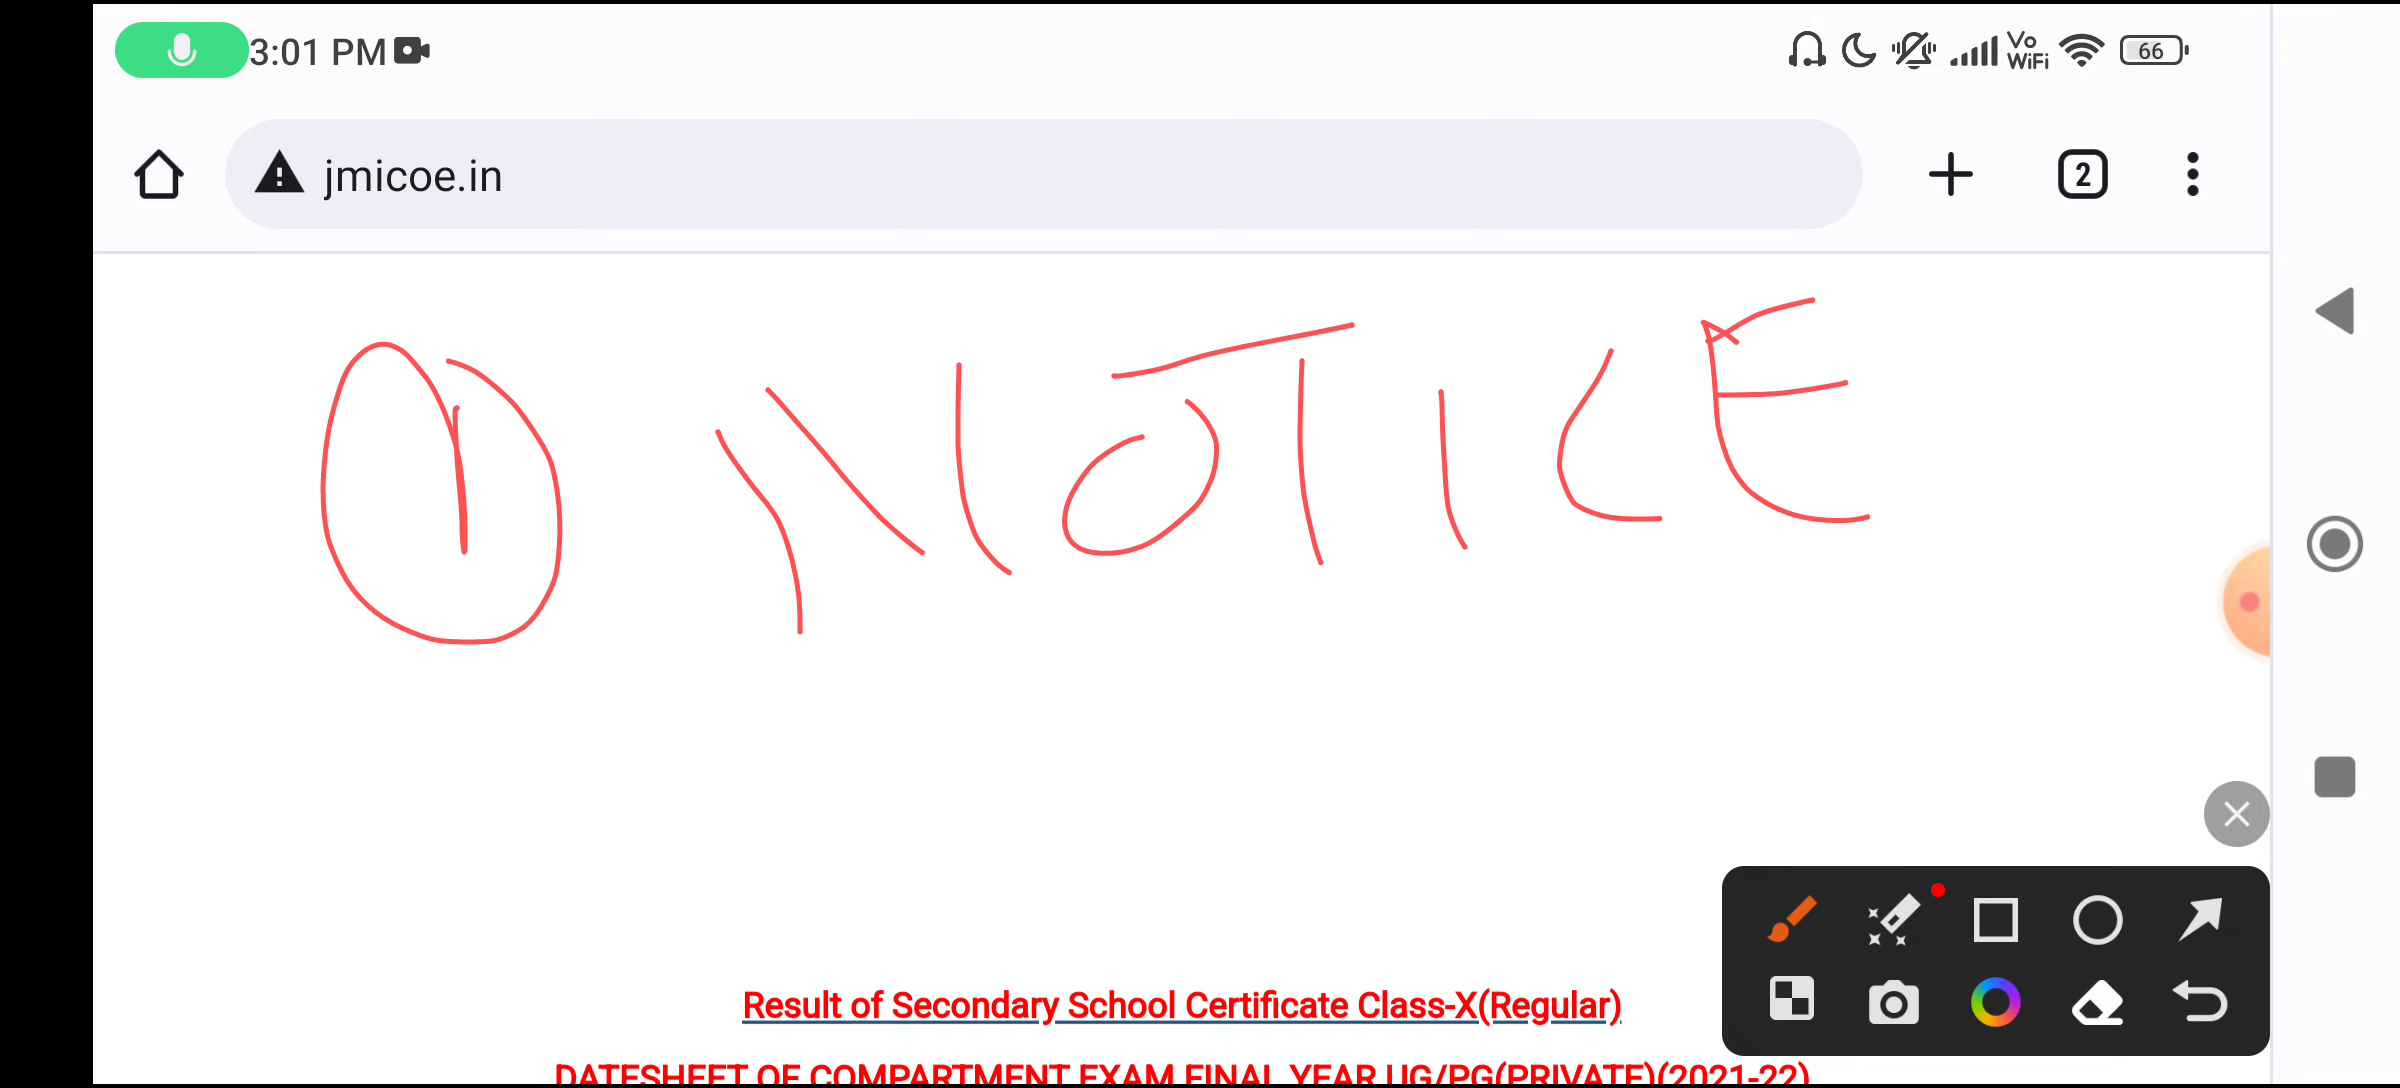 3:01 PM Vo WiFi 66
jmicoe.in 2
1 NOTICE
Result of Secondary School Certificate Class-X(Regular)
DATESHEET OF COMPARTMENT EXAM FINAL YEAR UG/PG(PRIVATE)(2021-22)